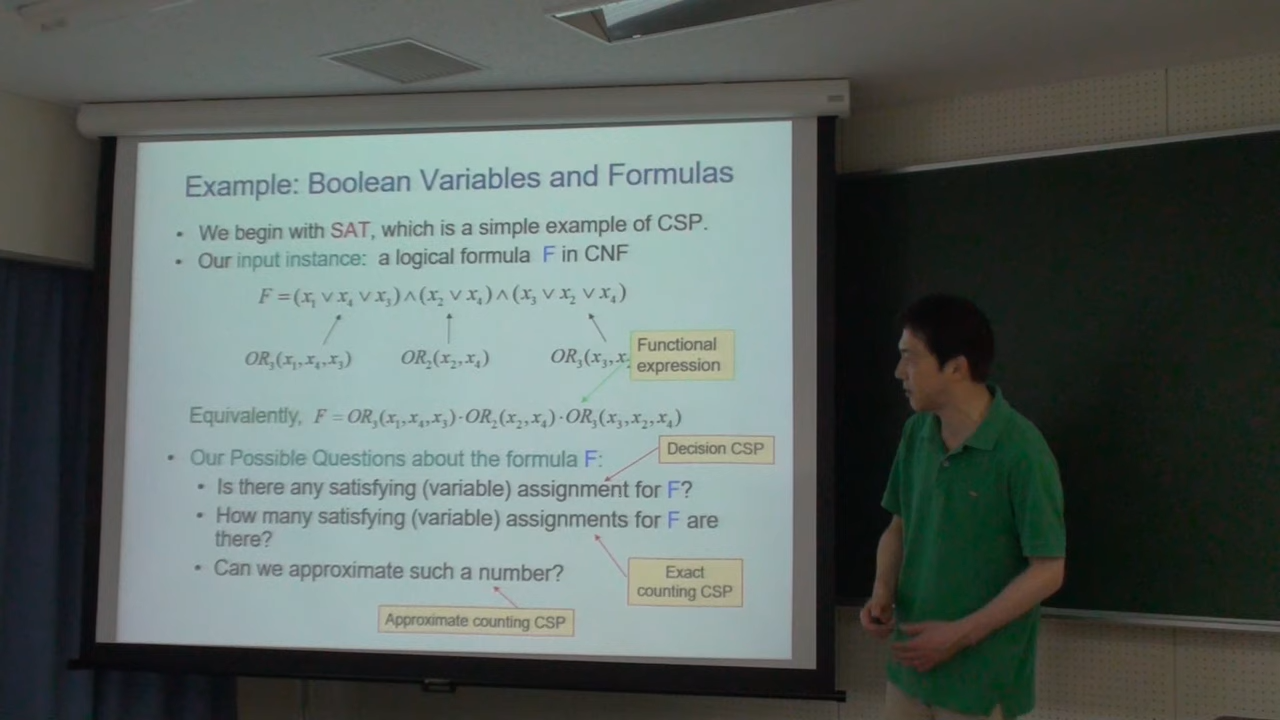 Example: Boolean Variables and Formulas
• We begin with SAT, which is a simple example of CSP.
• Our input instance: a logical formula F in CNF
F = (x₁ ∨ x₄ ∨ x₃) ∧ (x₂ ∨ x₄) ∧ (x₃ ∨ x₂ ∨ x₄)
OR₃(x₁,x₄,x₃) OR₂(x₂,x₄) OR₃(x₃,x₂
Functional
expression
Equivalently, F = OR₃(x₁,x₄,x₃) · OR₂(x₂,x₄) · OR₃(x₃,x₂,x₄)
Decision CSP
• Our Possible Questions about the formula F:
• Is there any satisfying (variable) assignment for F?
• How many satisfying (variable) assignments for F are
there?
Exact
counting CSP
• Can we approximate such a number?
Approximate counting CSP